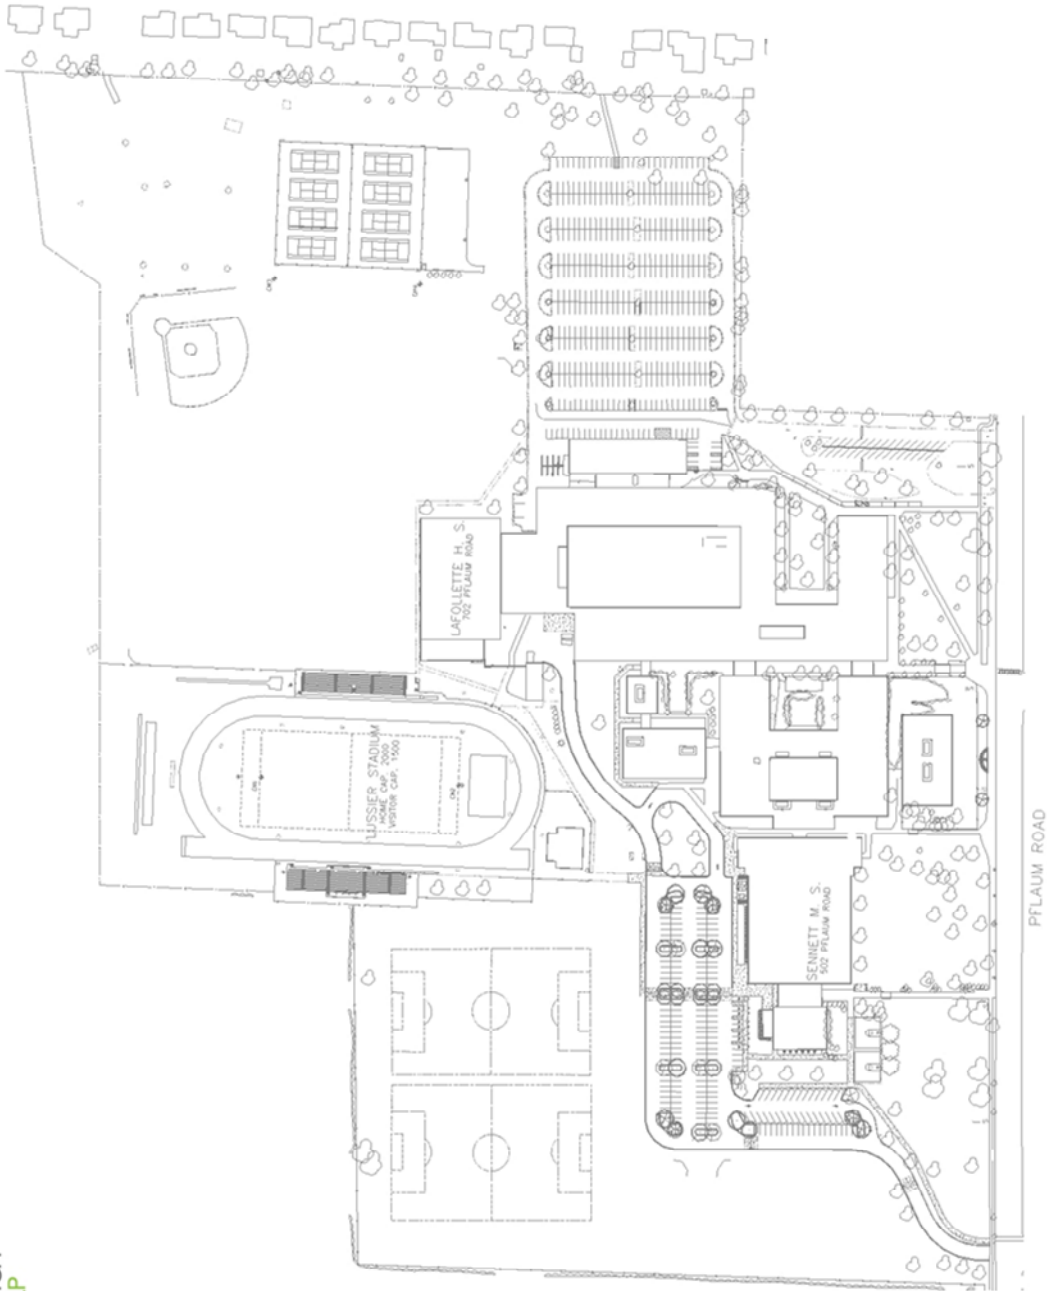 LAFOLLETTE H. S.
702 PFLAUM ROAD
LUSSIER STADIUM
HOME CAP. 2000
VISITOR CAP. 1500
SENNETT M. S.
502 PFLAUM ROAD
PFLAUM ROAD
P